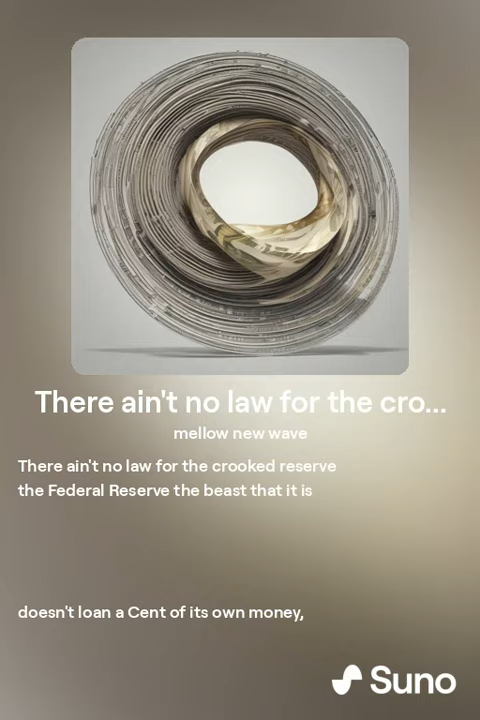 There ain't no law for the cro...
mellow new wave
There ain't no law for the crooked reserve
the Federal Reserve the beast that it is
doesn't loan a Cent of its own money,
Suno